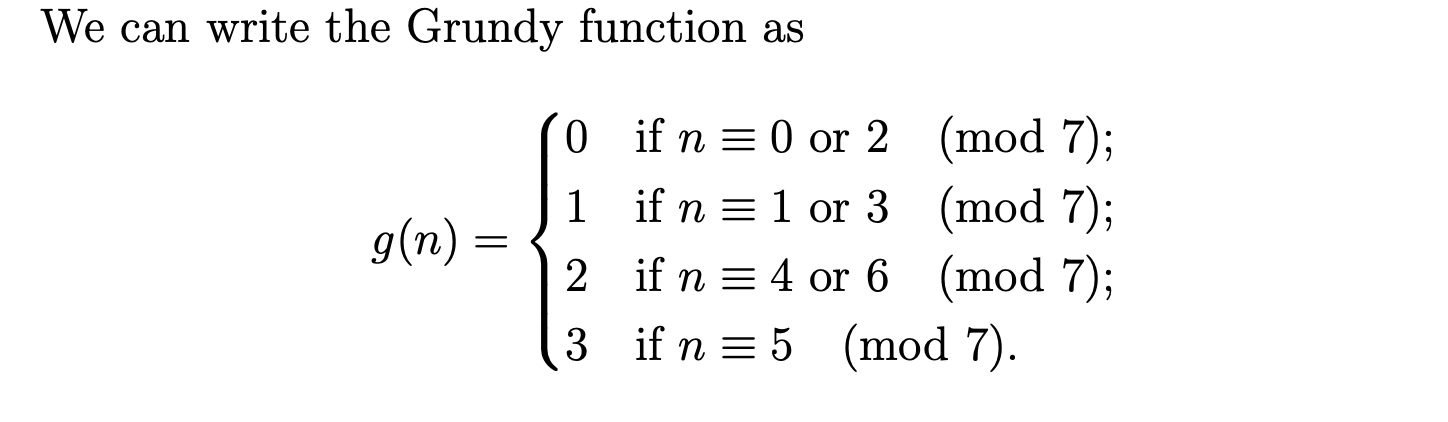 We can write the Grundy function as
0 if n ≡ 0 or 2 (mod 7);
1 if n ≡ 1 or 3 (mod 7);
g(n) =
2 if n ≡ 4 or 6 (mod 7);
3 if n ≡ 5 (mod 7).